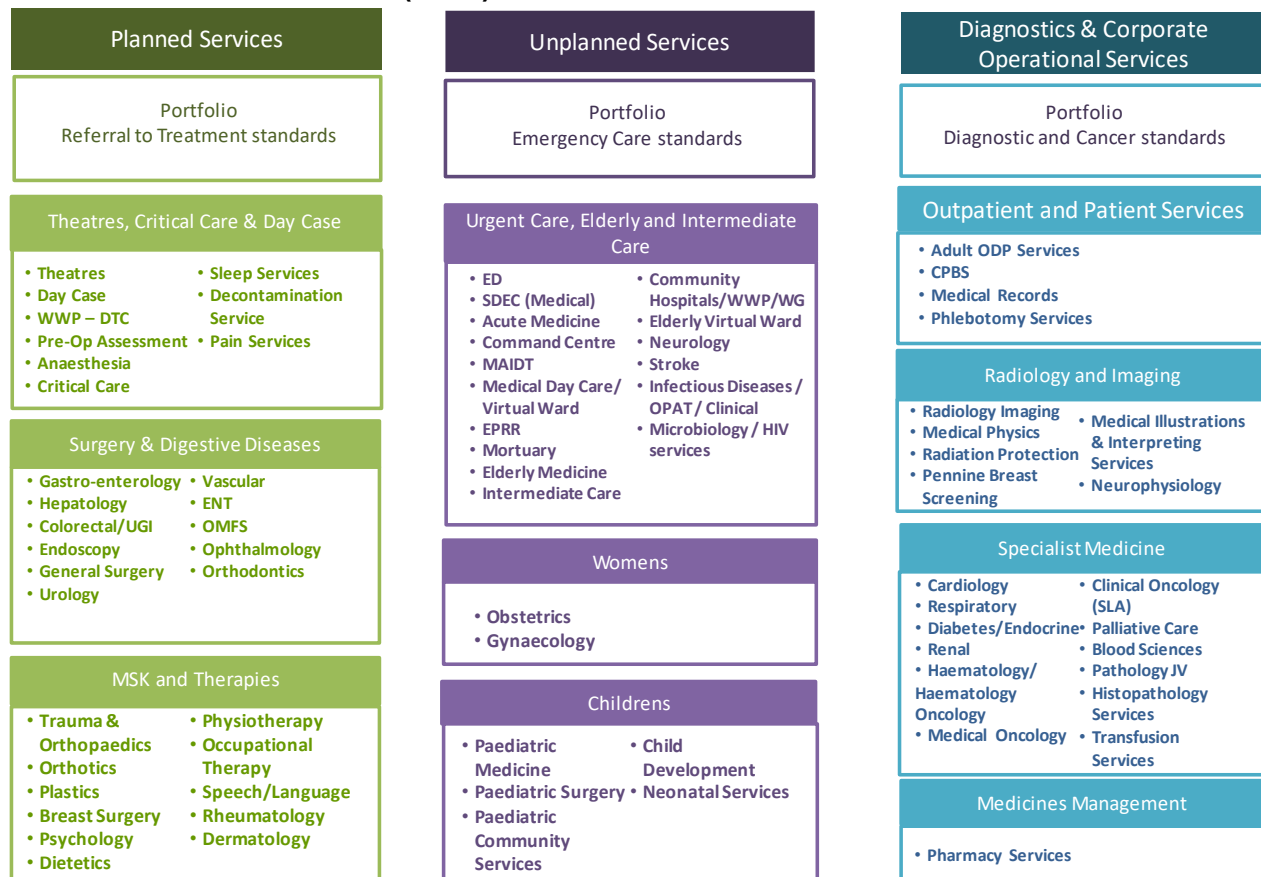 Planned Services
Portfolio
Referral to Treatment standards
Theatres, Critical Care & Day Case
• Theatres
• Day Case
• WWP – DTC
• Pre-Op Assessment
• Anaesthesia
• Critical Care
• Sleep Services
• Decontamination
Service
• Pain Services
Surgery & Digestive Diseases
• Gastro-enterology
• Hepatology
• Colorectal/UGI
• Endoscopy
• General Surgery
• Urology
• Vascular
• ENT
• OMFS
• Ophthalmology
• Orthodontics
MSK and Therapies
• Trauma &
Orthopaedics
• Orthotics
• Plastics
• Breast Surgery
• Psychology
• Dietetics
• Physiotherapy
• Occupational
Therapy
• Speech/Language
• Rheumatology
• Dermatology
Unplanned Services
Portfolio
Emergency Care standards
Urgent Care, Elderly and Intermediate
Care
• ED
• SDEC (Medical)
• Acute Medicine
• Command Centre
• MAIDT
• Medical Day Care/
Virtual Ward
• EPRR
• Mortuary
• Elderly Medicine
• Intermediate Care
• Community
Hospitals/WWP/WG
• Elderly Virtual Ward
• Neurology
• Stroke
• Infectious Diseases /
OPAT / Clinical
• Microbiology / HIV
services
Womens
• Obstetrics
• Gynaecology
Childrens
• Paediatric
Medicine
• Paediatric Surgery
• Paediatric
Community
Services
• Child
Development
• Neonatal Services
Diagnostics & Corporate
Operational Services
Portfolio
Diagnostic and Cancer standards
Outpatient and Patient Services
• Adult ODP Services
• CPBS
• Medical Records
• Phlebotomy Services
Radiology and Imaging
• Radiology Imaging
• Medical Physics
• Radiation Protection
• Pennine Breast
Screening
• Medical Illustrations
& Interpreting
Services
• Neurophysiology
Specialist Medicine
• Cardiology
• Respiratory
• Diabetes/Endocrine
• Renal
• Haematology/
Haematology
Oncology
• Medical Oncology
• Clinical Oncology
(SLA)
• Palliative Care
• Blood Sciences
• Pathology JV
• Histopathology
Services
• Transfusion
Services
Medicines Management
• Pharmacy Services